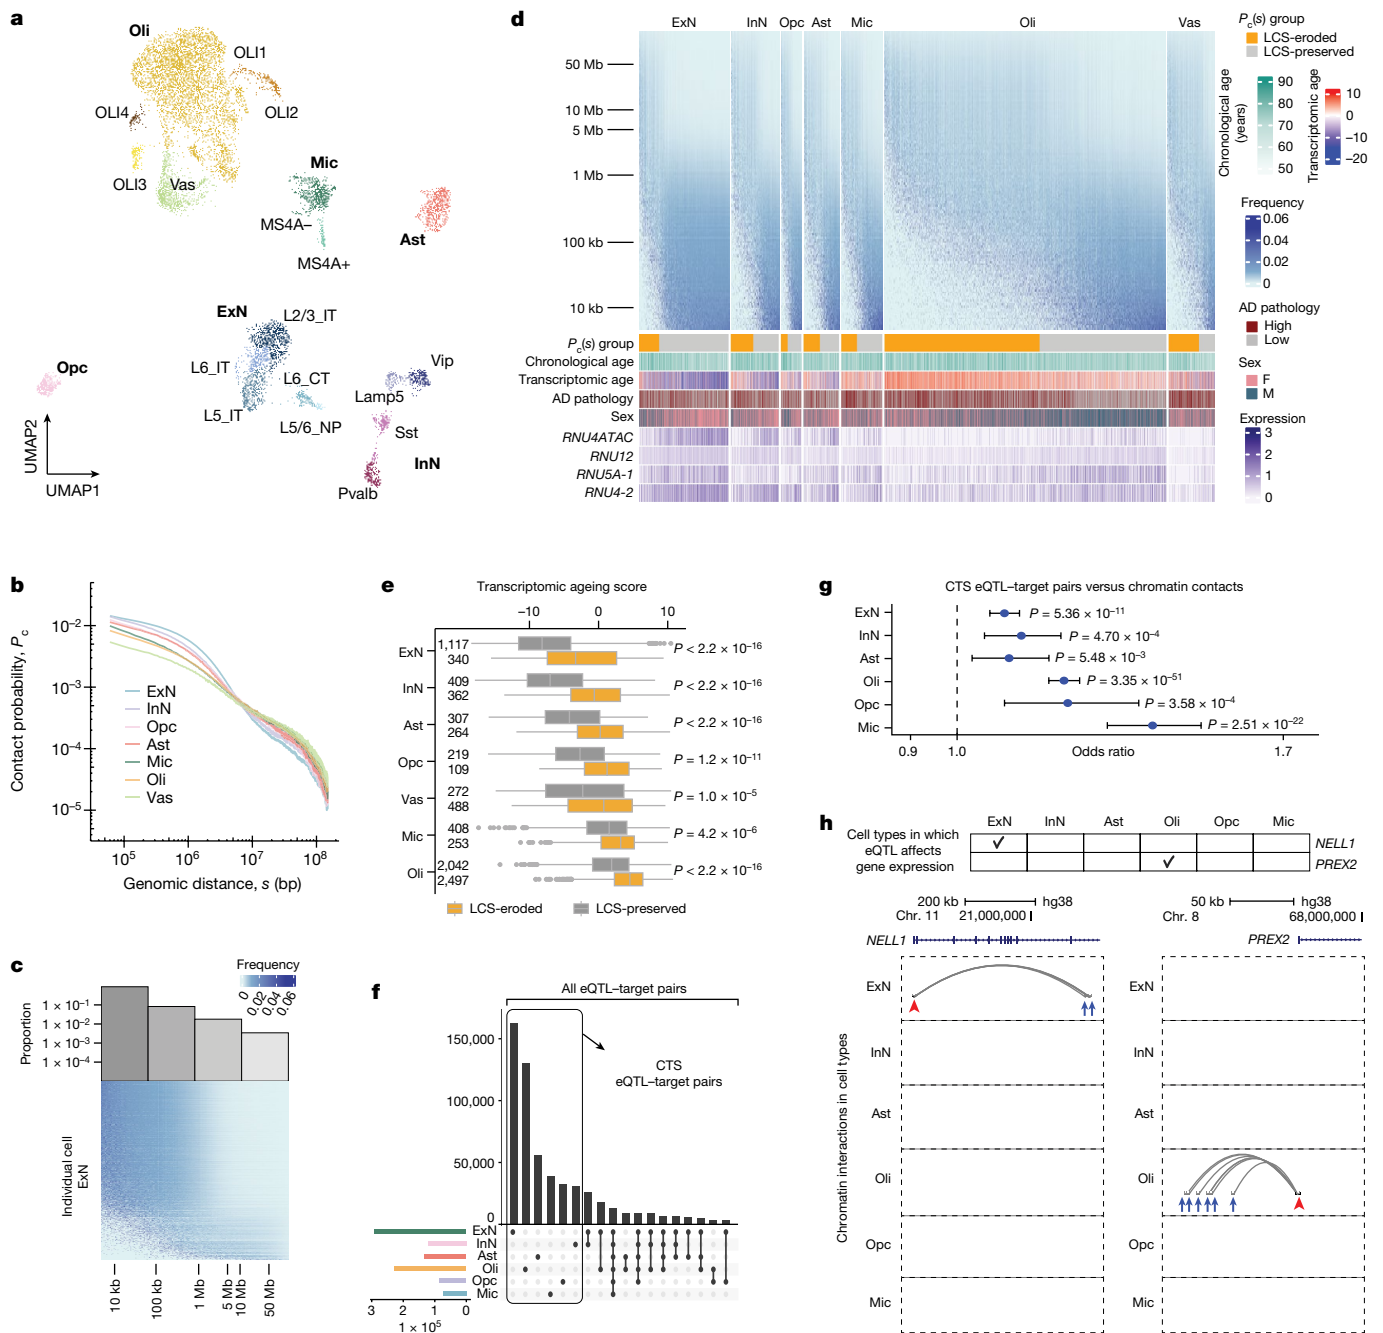 a
Oli
OLI1
OLI2
OLI4
OLI3
Vas
Mic
MS4A−
MS4A+
Ast
ExN
L2/3_IT
L6_IT
L6_CT
L5_IT
L5/6_NP
Vip
Lamp5
Sst
InN
Pvalb
Opc
UMAP2
UMAP1
d
ExN InN Opc Ast Mic Oli Vas
50 Mb
10 Mb
5 Mb
1 Mb
100 kb
10 kb
Pc(s) group
Chronological age
Transcriptomic age
AD pathology
Sex
RNU4ATAC
RNU12
RNU5A-1
RNU4-2
Pc(s) group
LCS-eroded
LCS-preserved
Chronological age (years)
90
80
70
60
50
Transcriptomic age
10
0
−10
−20
Frequency
0.06
0.04
0.02
0
AD pathology
High
Low
Sex
F
M
Expression
3
2
1
0
b
Contact probability, Pc
10−2
10−3
10−4
10−5
ExN
InN
Opc
Ast
Mic
Oli
Vas
105 106 107 108
Genomic distance, s (bp)
c
Frequency
0 0.02 0.04 0.06
Proportion
1 × 10−1
1 × 10−2
1 × 10−3
1 × 10−4
Individual cell
ExN
10 kb 100 kb 1 Mb 5 Mb 10 Mb 50 Mb
e
Transcriptomic ageing score
−10 0 10
ExN 1,117 340 P < 2.2 × 10−16
InN 409 362 P < 2.2 × 10−16
Ast 307 264 P < 2.2 × 10−16
Opc 219 109 P = 1.2 × 10−11
Vas 272 488 P = 1.0 × 10−5
Mic 408 253 P = 4.2 × 10−6
Oli 2,042 2,497 P < 2.2 × 10−16
LCS-eroded LCS-preserved
f
All eQTL–target pairs
150,000
100,000
50,000
0
CTS
eQTL–target pairs
ExN
InN
Ast
Oli
Opc
Mic
3 2 1 0
1 × 105
g
CTS eQTL–target pairs versus chromatin contacts
ExN P = 5.36 × 10−11
InN P = 4.70 × 10−4
Ast P = 5.48 × 10−3
Oli P = 3.35 × 10−51
Opc P = 3.58 × 10−4
Mic P = 2.51 × 10−22
0.9 1.0 1.7
Odds ratio
h
ExN InN Ast Oli Opc Mic
Cell types in which
eQTL affects
gene expression
NELL1
PREX2
200 kb hg38
Chr. 11 21,000,000
NELL1
50 kb hg38
Chr. 8 68,000,000
PREX2
Chromatin interactions in cell types
ExN
InN
Ast
Oli
Opc
Mic
ExN
InN
Ast
Oli
Opc
Mic